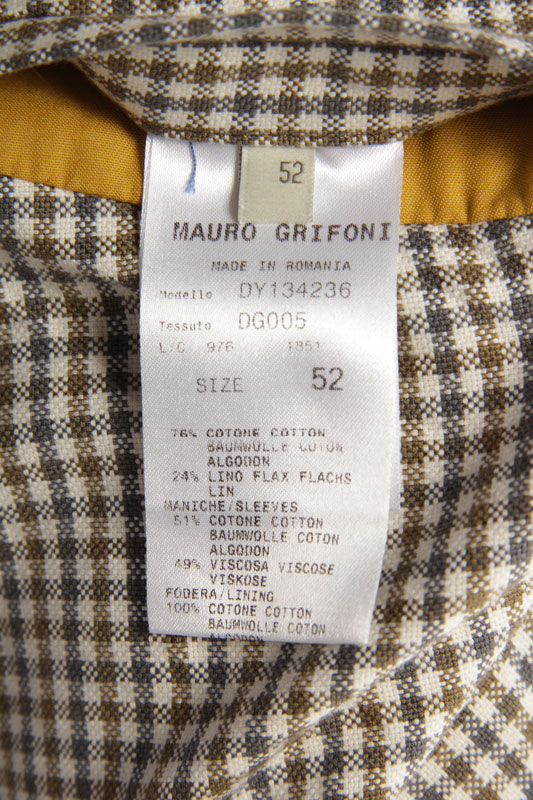 52
MAURO GRIFONI
MADE IN ROMANIA
Modello DY134236
Tessuto DG005
L/C 976 1851
SIZE 52
76% COTONE COTTON
BAUMWOLLE COTON
ALGODON
24% LINO FLAX FLACHS
LIN
MANICHE/SLEEVES
51% COTONE COTTON
BAUMWOLLE COTON
ALGODON
49% VISCOSA VISCOSE
VISKOSE
FODERA/LINING
100% COTONE COTTON
BAUMWOLLE COTON
ALGODON